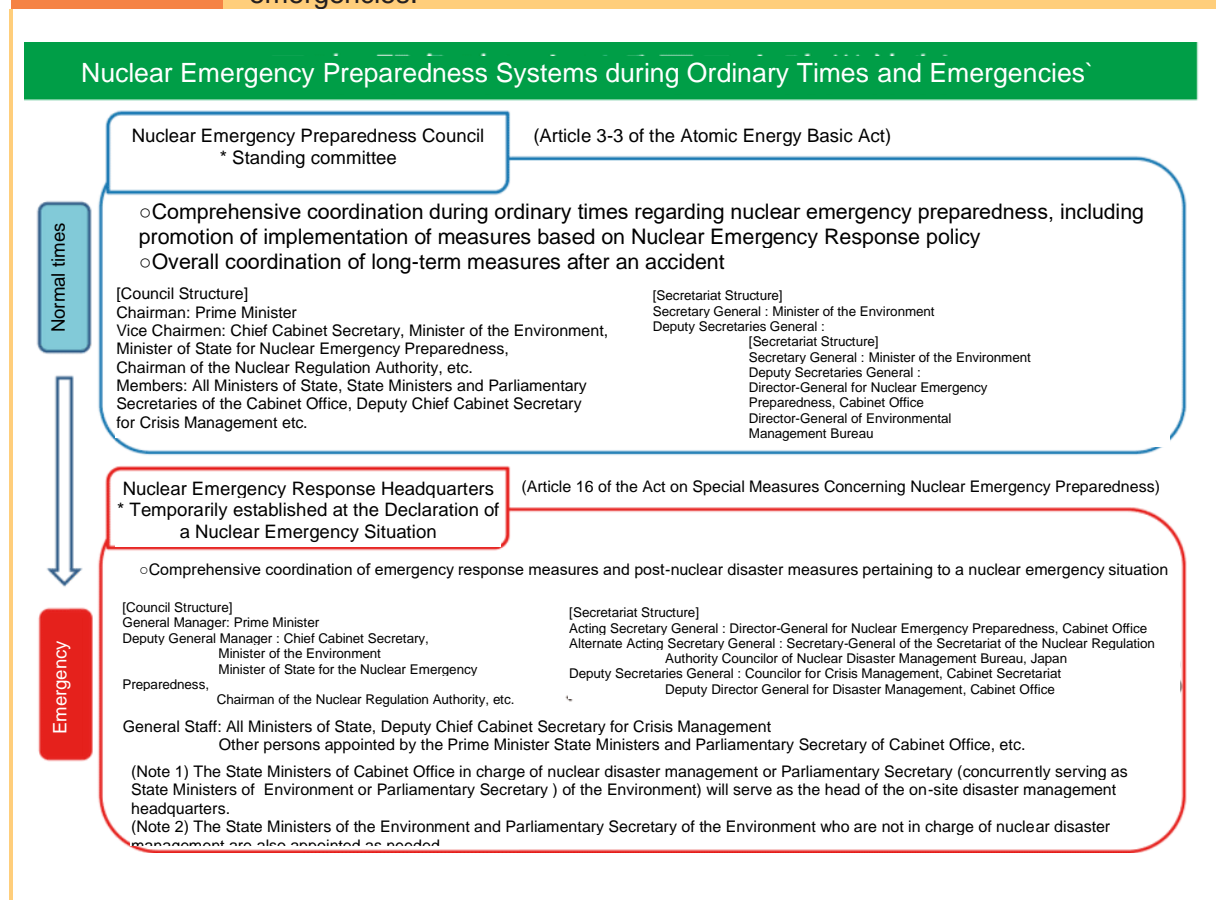 emergencies.
Nuclear Emergency Preparedness Systems during Ordinary Times and Emergencies`
Nuclear Emergency Preparedness Council
* Standing committee
(Article 3-3 of the Atomic Energy Basic Act)
Normal times
○Comprehensive coordination during ordinary times regarding nuclear emergency preparedness, including
promotion of implementation of measures based on Nuclear Emergency Response policy
○Overall coordination of long-term measures after an accident
[Council Structure]
Chairman: Prime Minister
Vice Chairmen: Chief Cabinet Secretary, Minister of the Environment,
Minister of State for Nuclear Emergency Preparedness,
Chairman of the Nuclear Regulation Authority, etc.
Members: All Ministers of State, State Ministers and Parliamentary
Secretaries of the Cabinet Office, Deputy Chief Cabinet Secretary
for Crisis Management etc.
[Secretariat Structure]
Secretary General : Minister of the Environment
Deputy Secretaries General :
[Secretariat Structure]
Secretary General : Minister of the Environment
Deputy Secretaries General :
Director-General for Nuclear Emergency
Preparedness, Cabinet Office
Director-General of Environmental
Management Bureau
Nuclear Emergency Response Headquarters
* Temporarily established at the Declaration of
a Nuclear Emergency Situation
(Article 16 of the Act on Special Measures Concerning Nuclear Emergency Preparedness)
Emergency
○Comprehensive coordination of emergency response measures and post-nuclear disaster measures pertaining to a nuclear emergency situation
[Council Structure]
General Manager: Prime Minister
Deputy General Manager : Chief Cabinet Secretary,
Minister of the Environment
Minister of State for the Nuclear Emergency
Preparedness,
Chairman of the Nuclear Regulation Authority, etc.
[Secretariat Structure]
Acting Secretary General : Director-General for Nuclear Emergency Preparedness, Cabinet Office
Alternate Acting Secretary General : Secretary-General of the Secretariat of the Nuclear Regulation
Authority Councilor of Nuclear Disaster Management Bureau, Japan
Deputy Secretaries General : Councilor for Crisis Management, Cabinet Secretariat
Deputy Director General for Disaster Management, Cabinet Office
General Staff: All Ministers of State, Deputy Chief Cabinet Secretary for Crisis Management
Other persons appointed by the Prime Minister State Ministers and Parliamentary Secretary of Cabinet Office, etc.
(Note 1) The State Ministers of Cabinet Office in charge of nuclear disaster management or Parliamentary Secretary (concurrently serving as
State Ministers of Environment or Parliamentary Secretary ) of the Environment) will serve as the head of the on-site disaster management
headquarters.
(Note 2) The State Ministers of the Environment and Parliamentary Secretary of the Environment who are not in charge of nuclear disaster
management are also appointed as needed